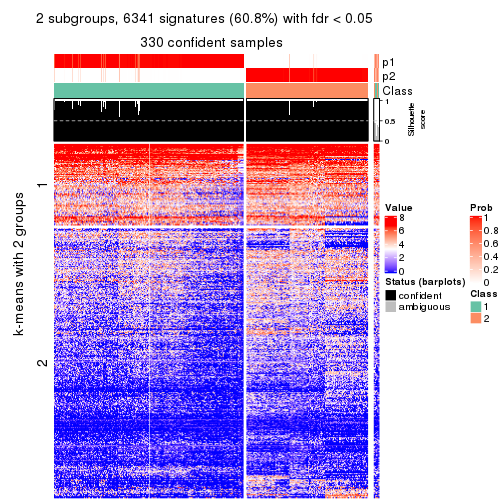 2 subgroups, 6341 signatures (60.8%) with fdr < 0.05
330 confident samples
p1
p2
Class
1
0.5
0
Silhouette
score
k-means with 2 groups
1
2
Value
8
6
4
2
0
Status (barplots)
confident
ambiguous
Prob
1
0.8
0.6
0.4
0.2
0
Class
1
2